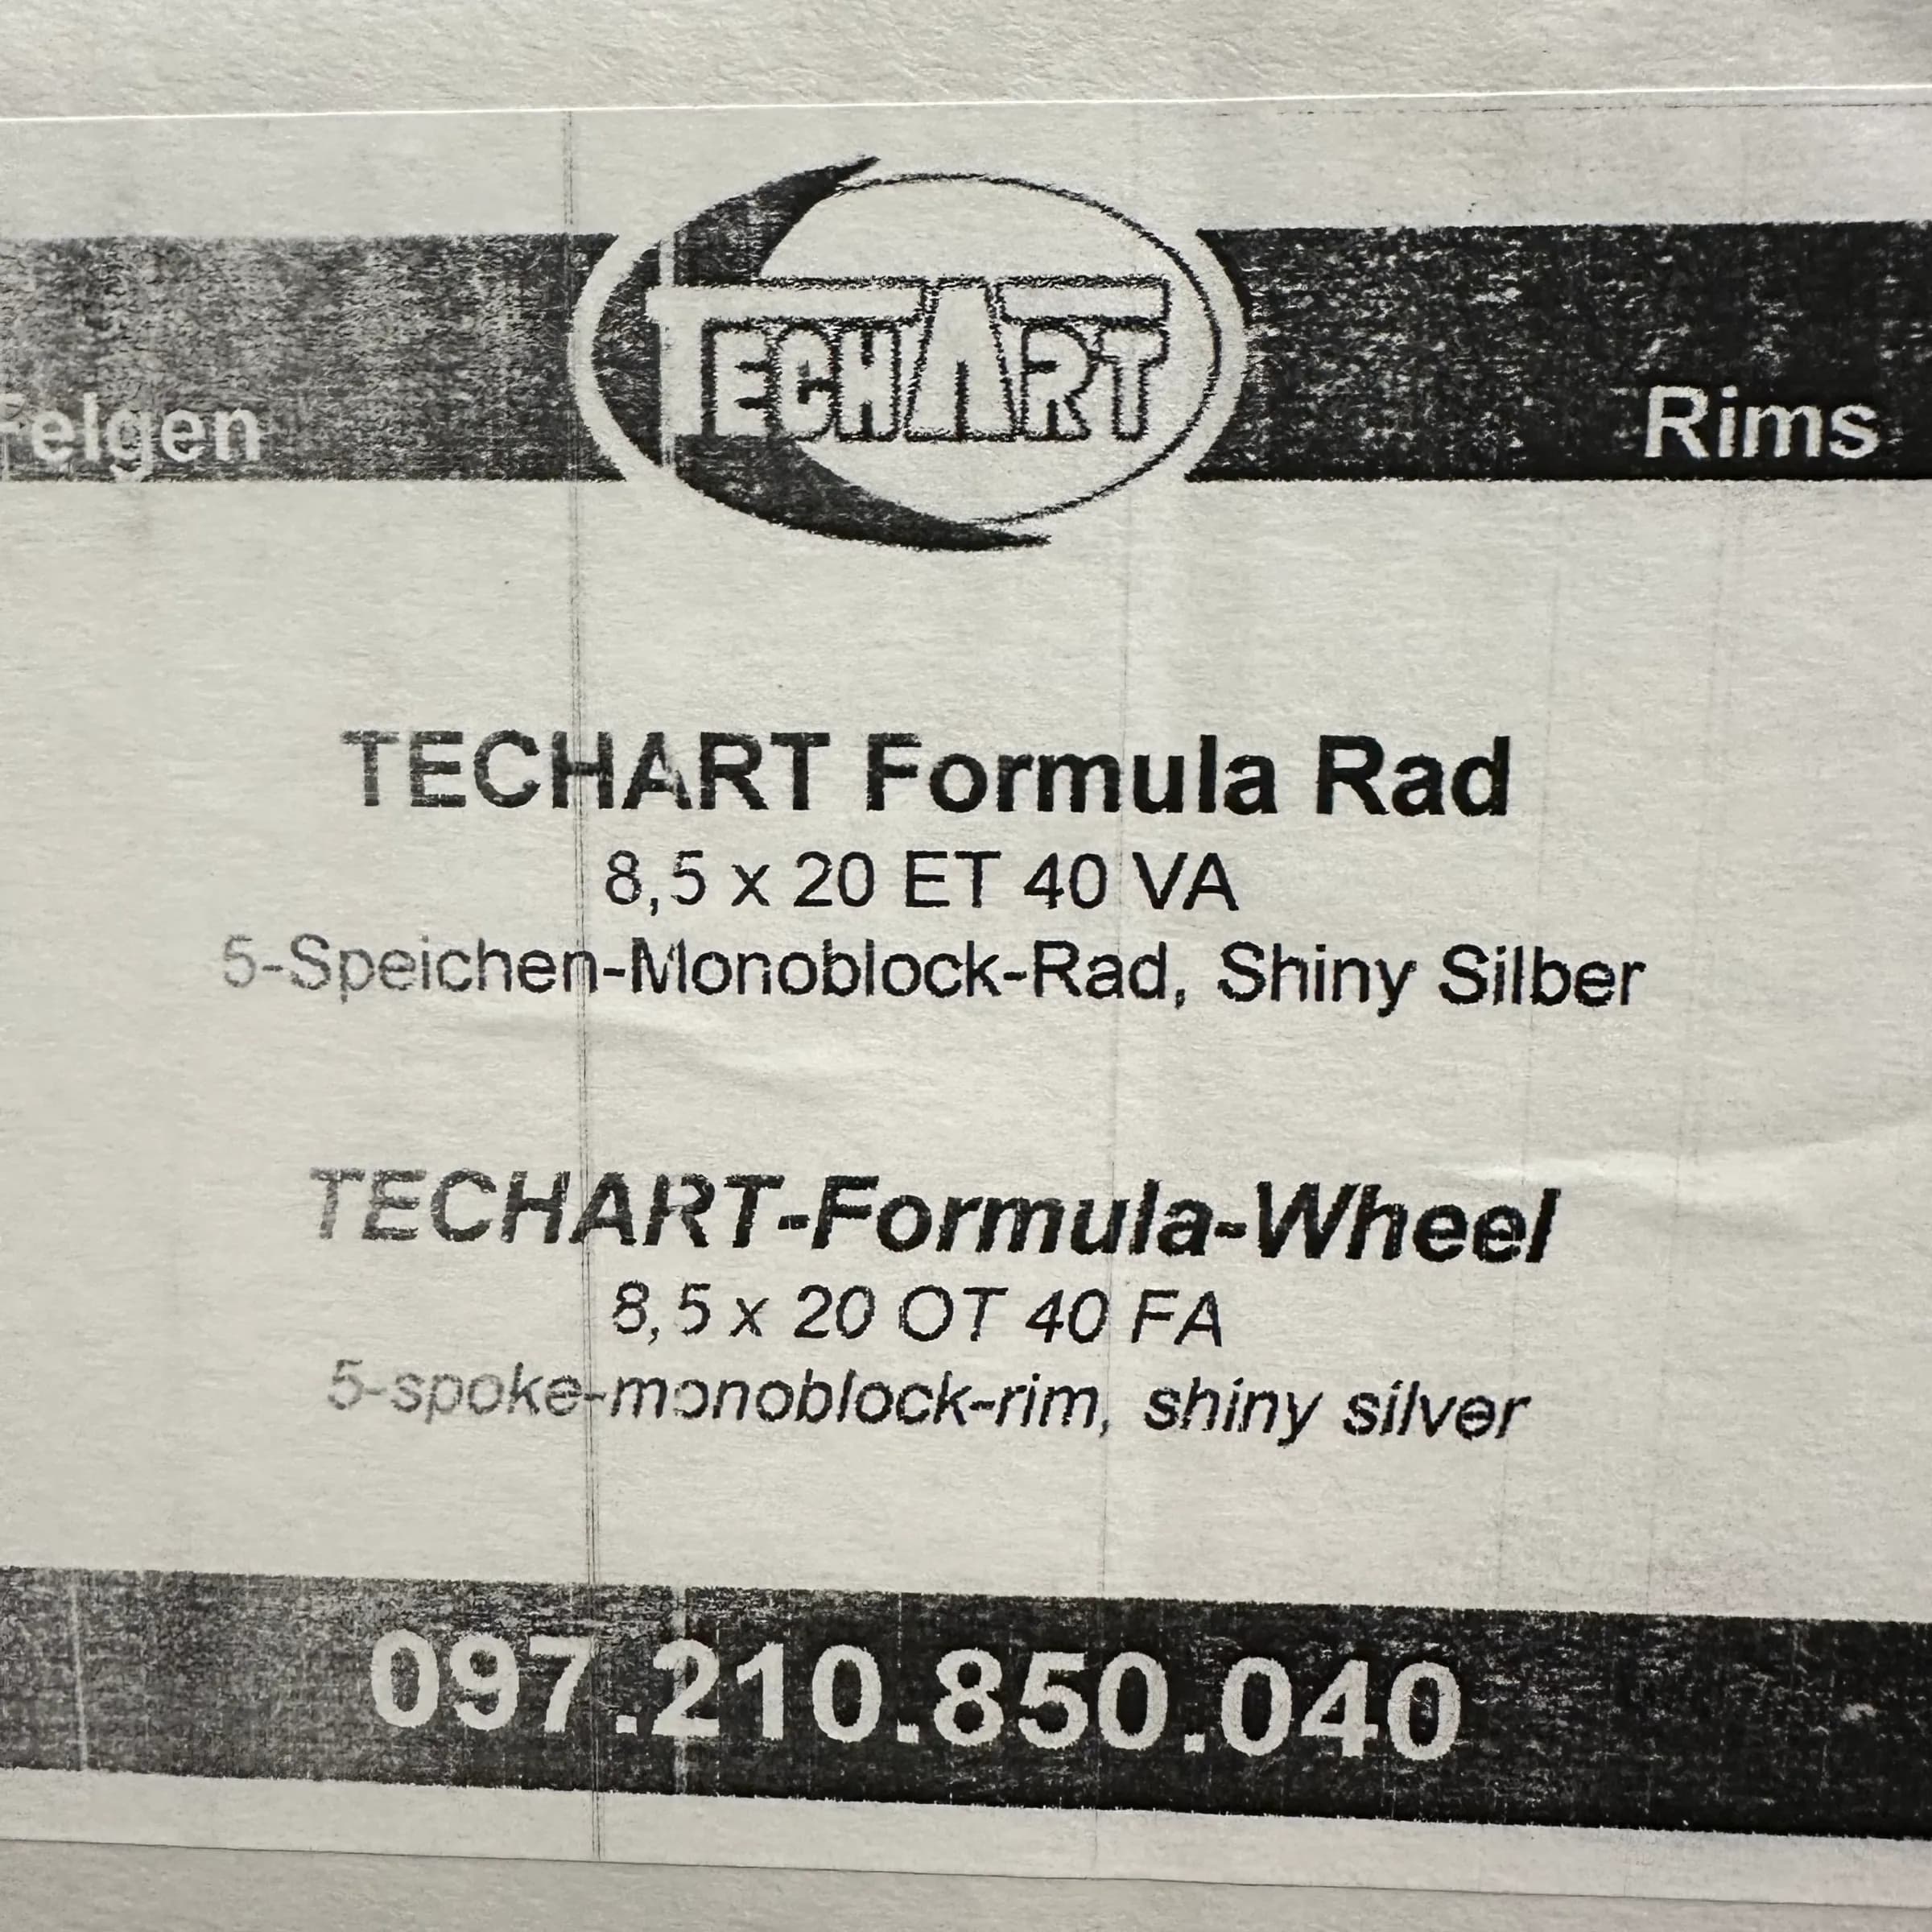 TECHART
Felgen
Rims
TECHART Formula Rad
8,5 x 20 ET 40 VA
5-Speichen-Monoblock-Rad, Shiny Silber
TECHART-Formula-Wheel
8,5 x 20 OT 40 FA
5-spoke-monoblock-rim, shiny silver
097.210.850.040